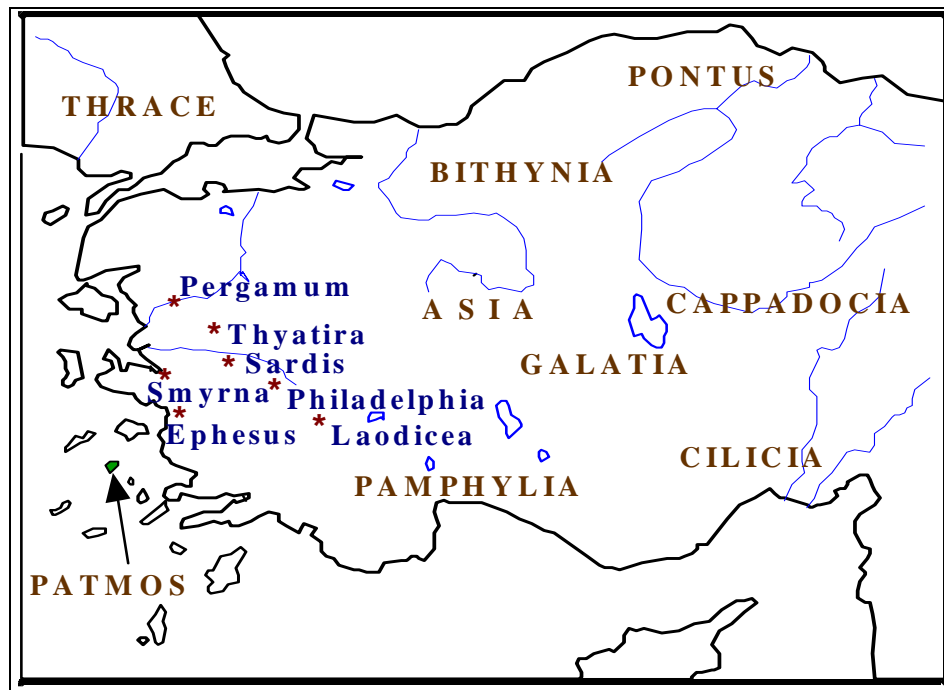 PONTUS
THRACE
BITHYNIA
Pergamum
ASIA
CAPPADOCIA
Thyatira
Sardis
GALATIA
Smyrna
Philadelphia
Ephesus
Laodicea
CILICIA
PAMPHYLIA
PATMOS